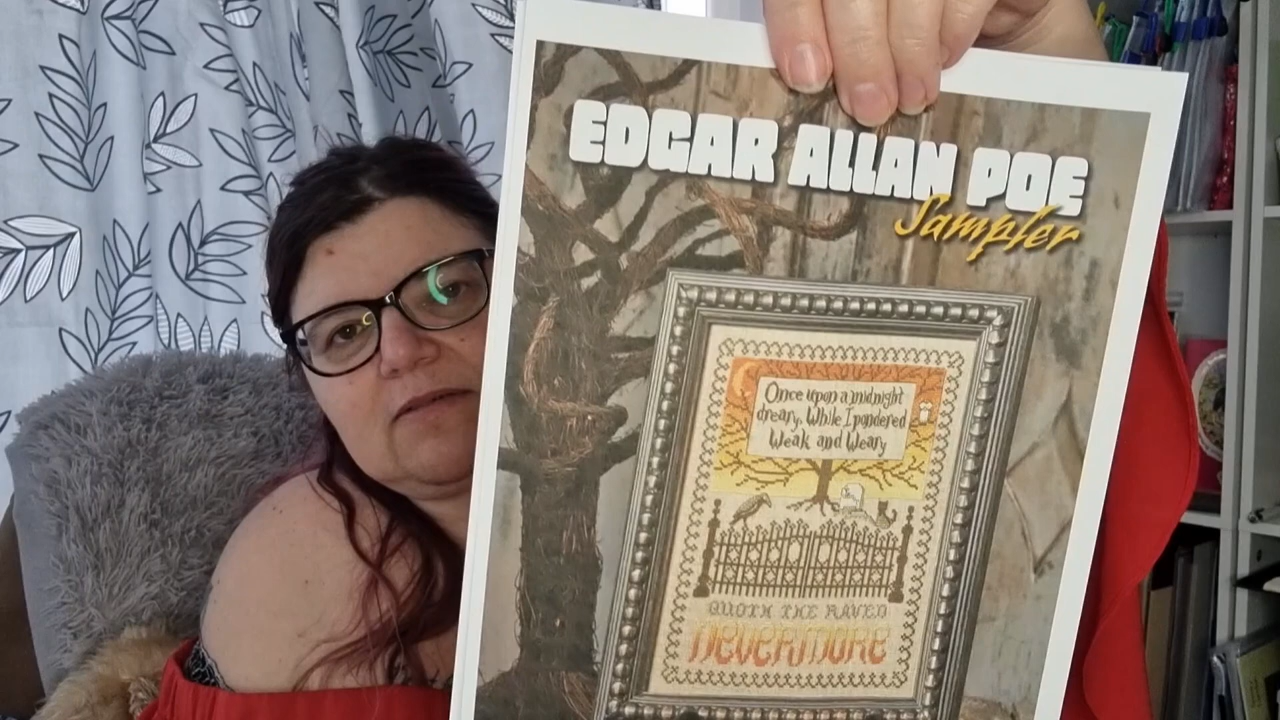 EDGAR ALLAN POE
Sampler
Once upon a midnight
dreary, While I pondered
Weak and Weary
QUOTH THE RAVEN
NEVERMORE